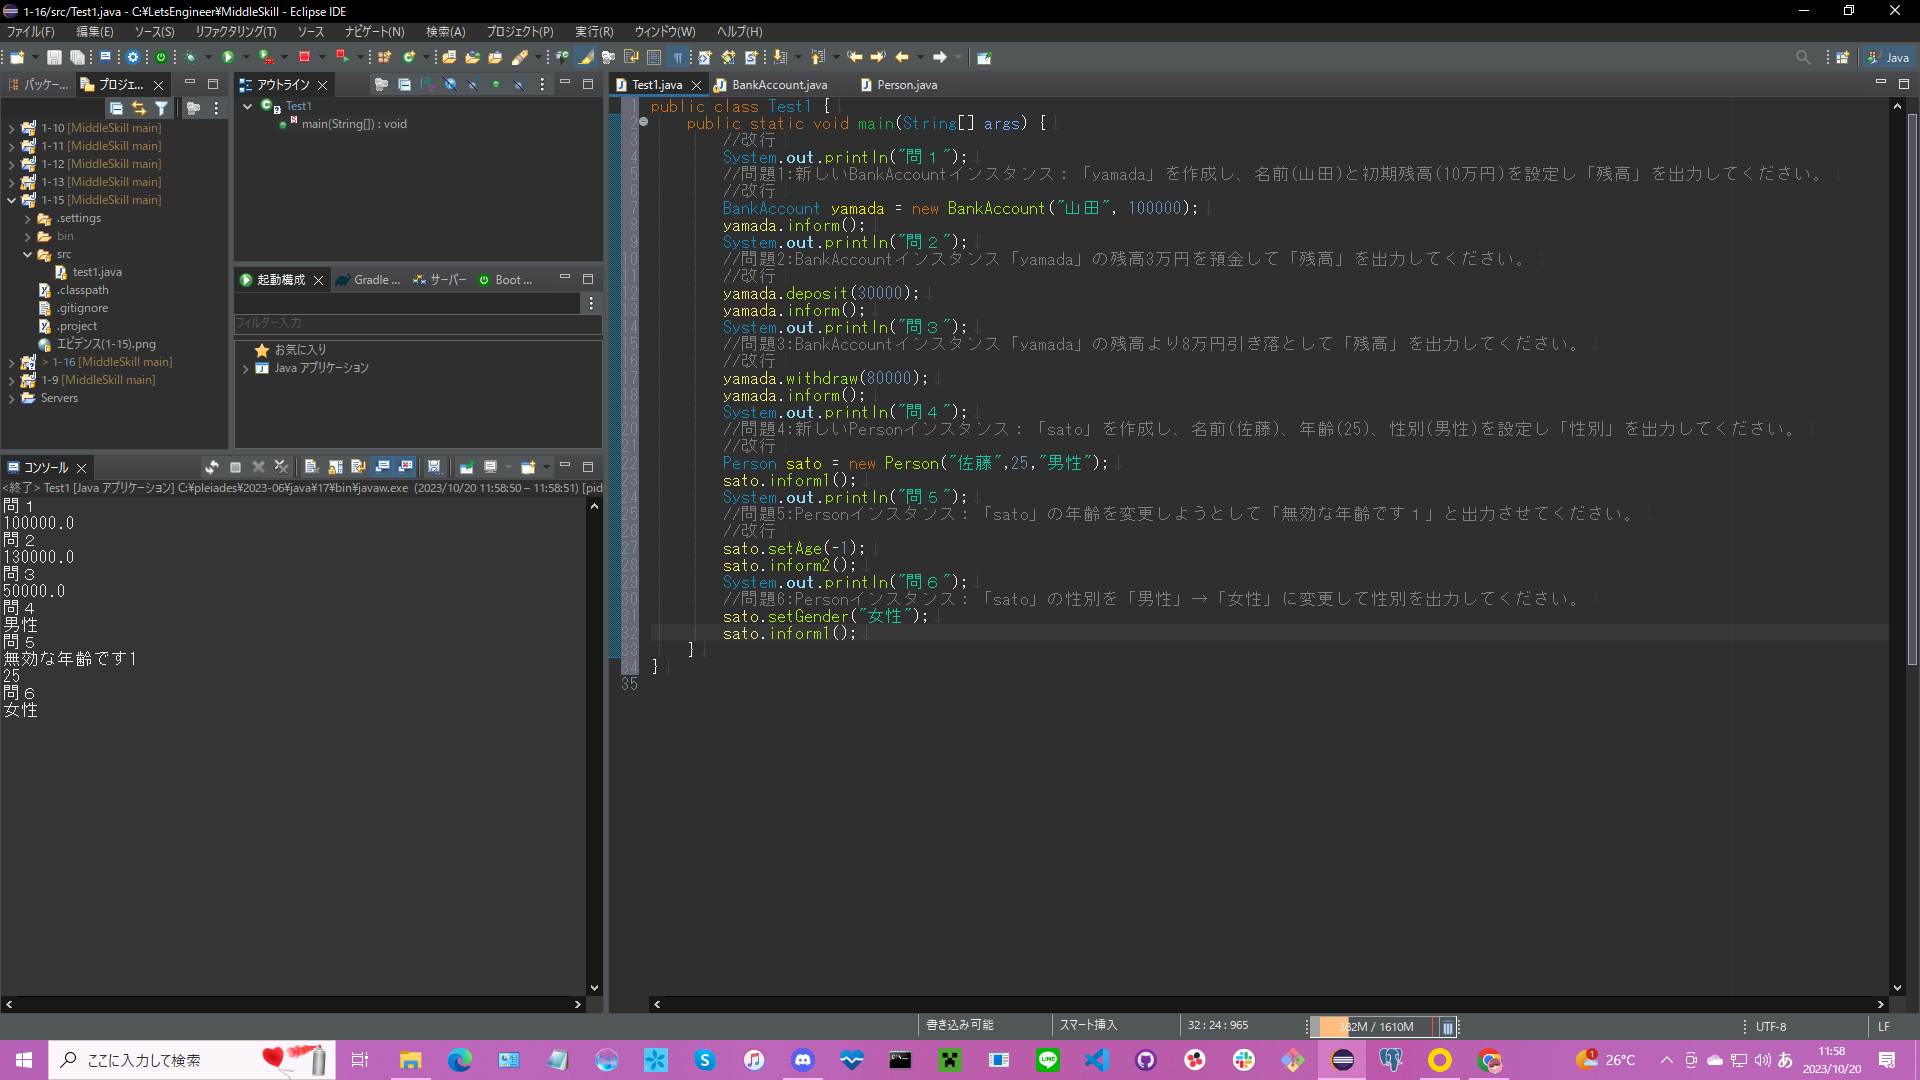 1-16/src/Test1.java - C:¥LetsEngineer¥MiddleSkill - Eclipse IDE
ファイル(F) 編集(E) ソース(S) リファクタリング(T) ソース ナビゲート(N) 検索(A) プロジェクト(P) 実行(R) ウィンドウ(W) ヘルプ(H)
Java
パッケー... プロジェ...
1-10 [MiddleSkill main]
1-11 [MiddleSkill main]
1-12 [MiddleSkill main]
1-13 [MiddleSkill main]
1-15 [MiddleSkill main]
.settings
bin
src
test1.java
.classpath
.gitignore
.project
エビデンス(1-15).png
> 1-16 [MiddleSkill main]
1-9 [MiddleSkill main]
Servers
アウトライン
Test1
main(String[]) : void
起動構成 Gradle ... サーバー Boot ...
フィルター入力
お気に入り
Java アプリケーション
コンソール
<終了> Test1 [Java アプリケーション] C:¥pleiades¥2023-06¥java¥17¥bin¥javaw.exe (2023/10/20 11:58:50 – 11:58:51) [pid
問１
100000.0
問２
130000.0
問３
50000.0
問４
男性
問５
無効な年齢です1
25
問６
女性
Test1.java BankAccount.java Person.java
1 public class Test1 {
2 public static void main(String[] args) {
3 //改行
4 System.out.println("問１");
5 //問題1:新しいBankAccountインスタンス：「yamada」を作成し、名前(山田)と初期残高(10万円)を設定し「残高」を出力してください。
6 //改行
7 BankAccount yamada = new BankAccount("山田", 100000);
8 yamada.inform();
9 System.out.println("問２");
10 //問題2:BankAccountインスタンス「yamada」の残高3万円を預金して「残高」を出力してください。
11 //改行
12 yamada.deposit(30000);
13 yamada.inform();
14 System.out.println("問３");
15 //問題3:BankAccountインスタンス「yamada」の残高より8万円引き落として「残高」を出力してください。
16 //改行
17 yamada.withdraw(80000);
18 yamada.inform();
19 System.out.println("問４");
20 //問題4:新しいPersonインスタンス：「sato」を作成し、名前(佐藤)、年齢(25)、性別(男性)を設定し「性別」を出力してください。
21 //改行
22 Person sato = new Person("佐藤",25,"男性");
23 sato.inform1();
24 System.out.println("問５");
25 //問題5:Personインスタンス：「sato」の年齢を変更しようとして「無効な年齢です１」と出力させてください。
26 //改行
27 sato.setAge(-1);
28 sato.inform2();
29 System.out.println("問６");
30 //問題6:Personインスタンス：「sato」の性別を「男性」→「女性」に変更して性別を出力してください。
31 sato.setGender("女性");
32 sato.inform1();
33 }
34 }
35
書き込み可能 スマート挿入 32 : 24 : 965 382M / 1610M UTF-8 LF
ここに入力して検索
26°C
あ
11:58
2023/10/20